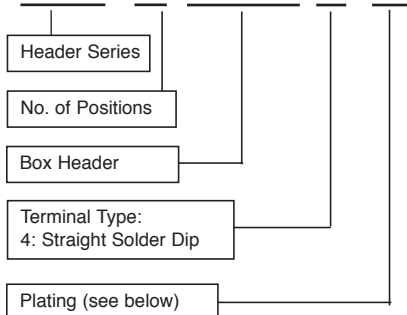 Header Series
No. of Positions
Box Header
Terminal Type:
4: Straight Solder Dip
Plating (see below)